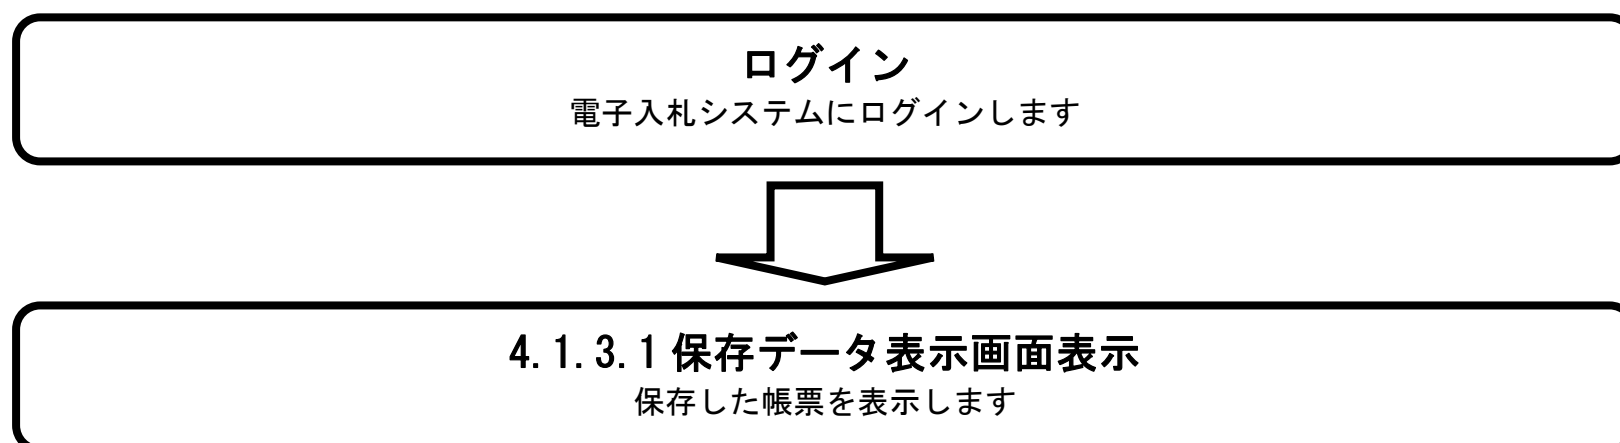 ログイン
電子入札システムにログインします
4.1.3.1保存データ表示画面表示
保存した帳票を表示します